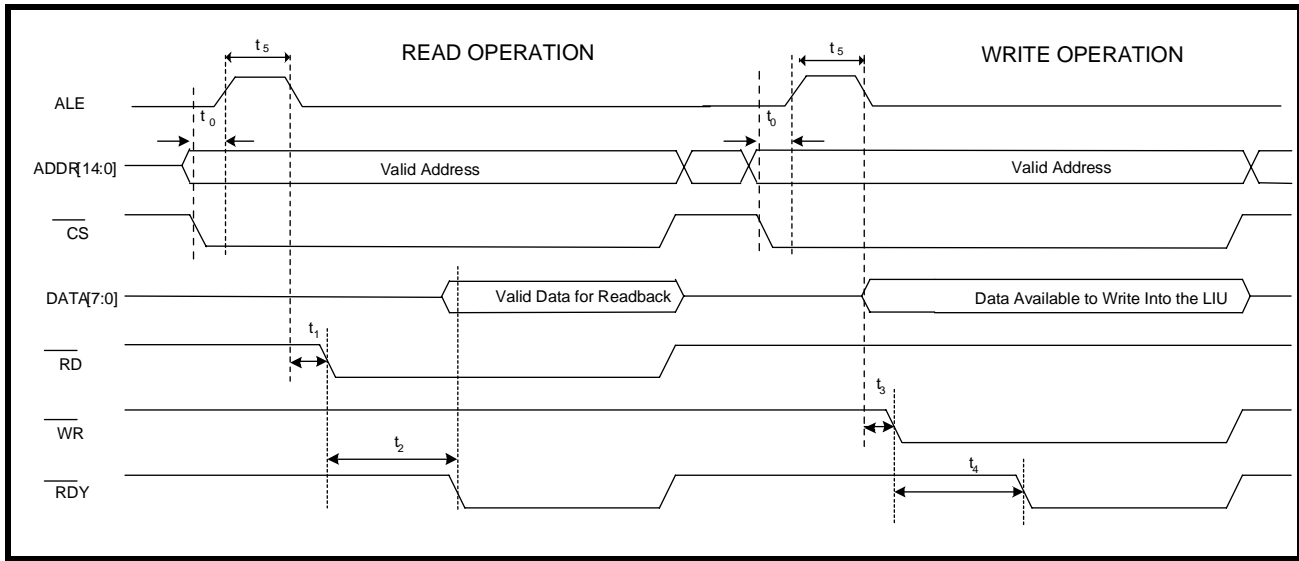 t5 READ OPERATION t5 WRITE OPERATION
ALE
t0 t0
ADDR[14:0] Valid Address Valid Address
CS
DATA[7:0] Valid Data for Readback Data Available to Write Into the LIU
t1
RD
t3
WR
t2 t4
RDY